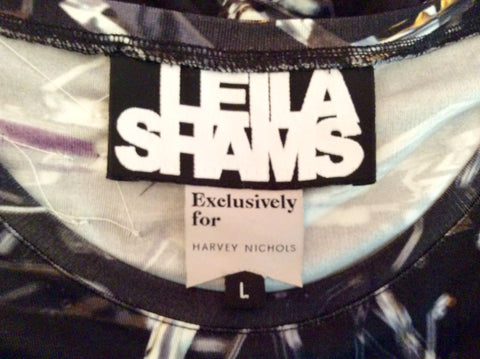 LEILA
SHAMS
Exclusively
for
HARVEY NICHOLS
L